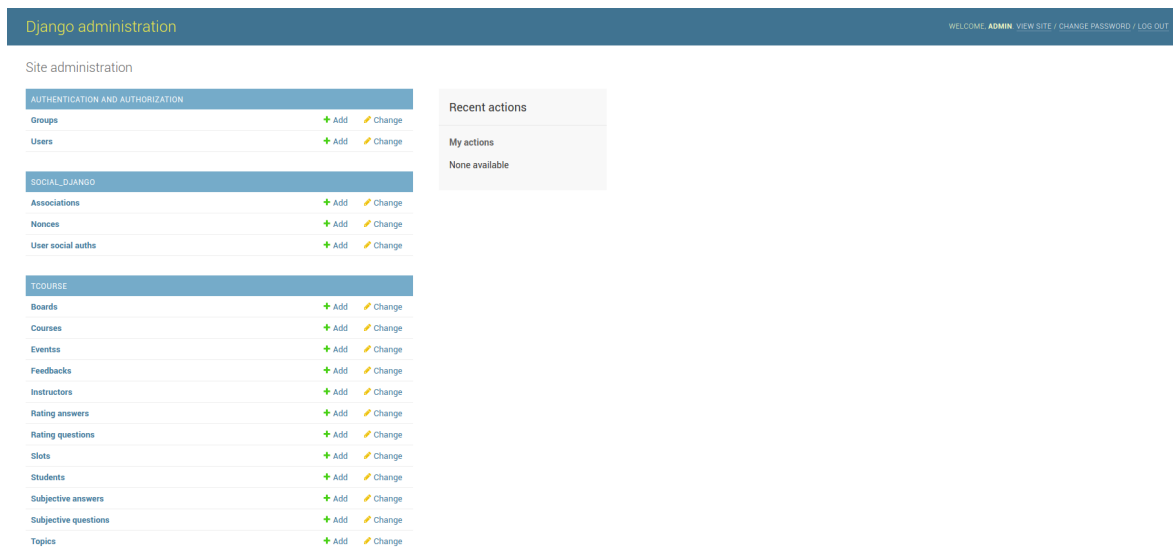 Django administration
WELCOME, ADMIN. VIEW SITE / CHANGE PASSWORD / LOG OUT
Site administration
AUTHENTICATION AND AUTHORIZATION
Groups Add Change
Users Add Change
SOCIAL_DJANGO
Associations Add Change
Nonces Add Change
User social auths Add Change
TCOURSE
Boards Add Change
Courses Add Change
Eventss Add Change
Feedbacks Add Change
Instructors Add Change
Rating answers Add Change
Rating questions Add Change
Slots Add Change
Students Add Change
Subjective answers Add Change
Subjective questions Add Change
Topics Add Change
Recent actions
My actions
None available